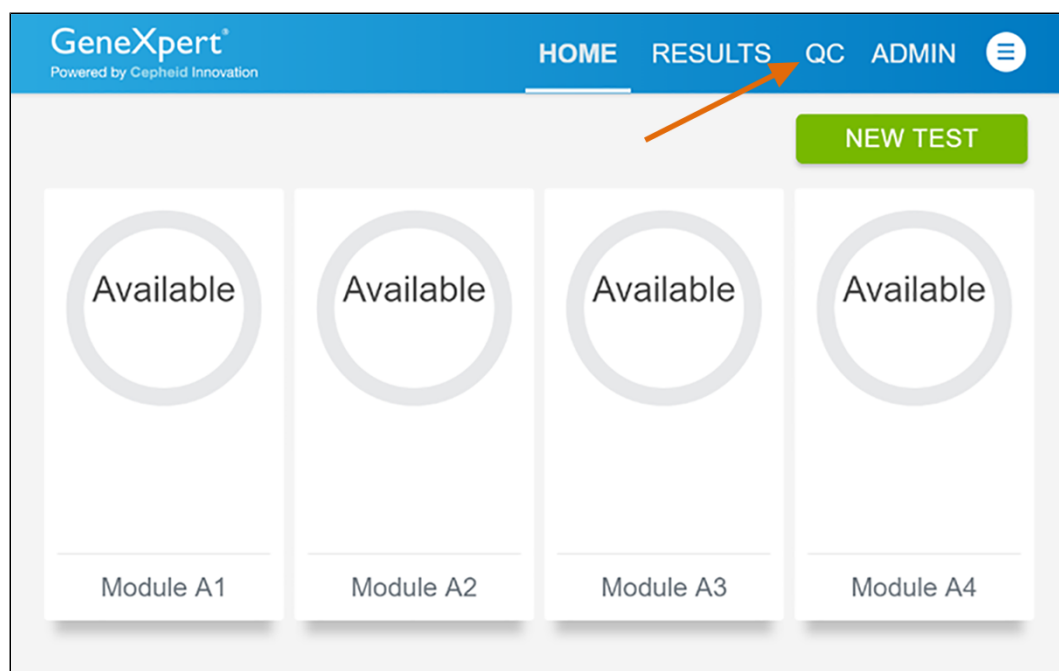 GeneXpert®
Powered by Cepheid Innovation
HOME RESULTS QC ADMIN
NEW TEST
Available Available Available Available
Module A1 Module A2 Module A3 Module A4